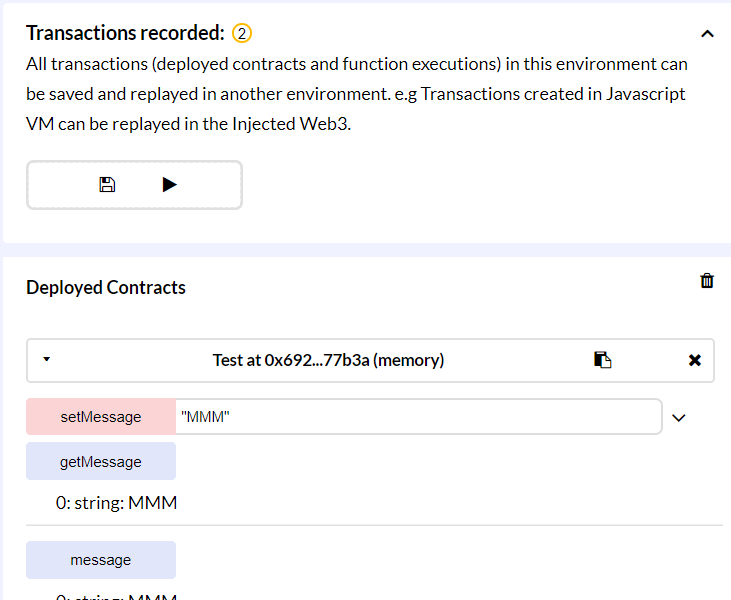 Transactions recorded: 2
All transactions (deployed contracts and function executions) in this environment can
be saved and replayed in another environment. e.g Transactions created in Javascript
VM can be replayed in the Injected Web3.
Deployed Contracts
Test at 0x692...77b3a (memory)
setMessage "MMM"
getMessage
0: string: MMM
message
0: string: MMM